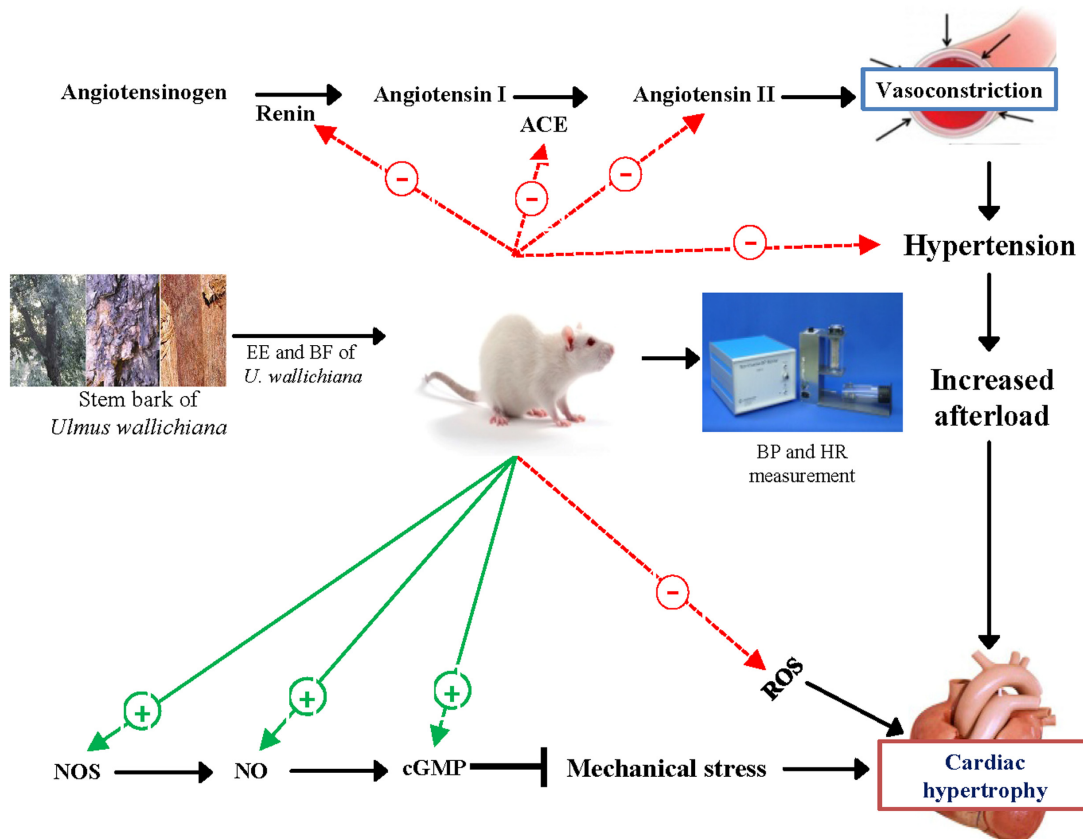 Angiotensinogen
Renin
Angiotensin I
ACE
Angiotensin II
Vasoconstriction
−
−
−
−
Hypertension
Stem bark of
Ulmus wallichiana
EE and BF of
U. wallichiana
BP and HR
measurement
Increased
afterload
−
ROS
+
+
+
NOS
NO
cGMP
Mechanical stress
Cardiac
hypertrophy